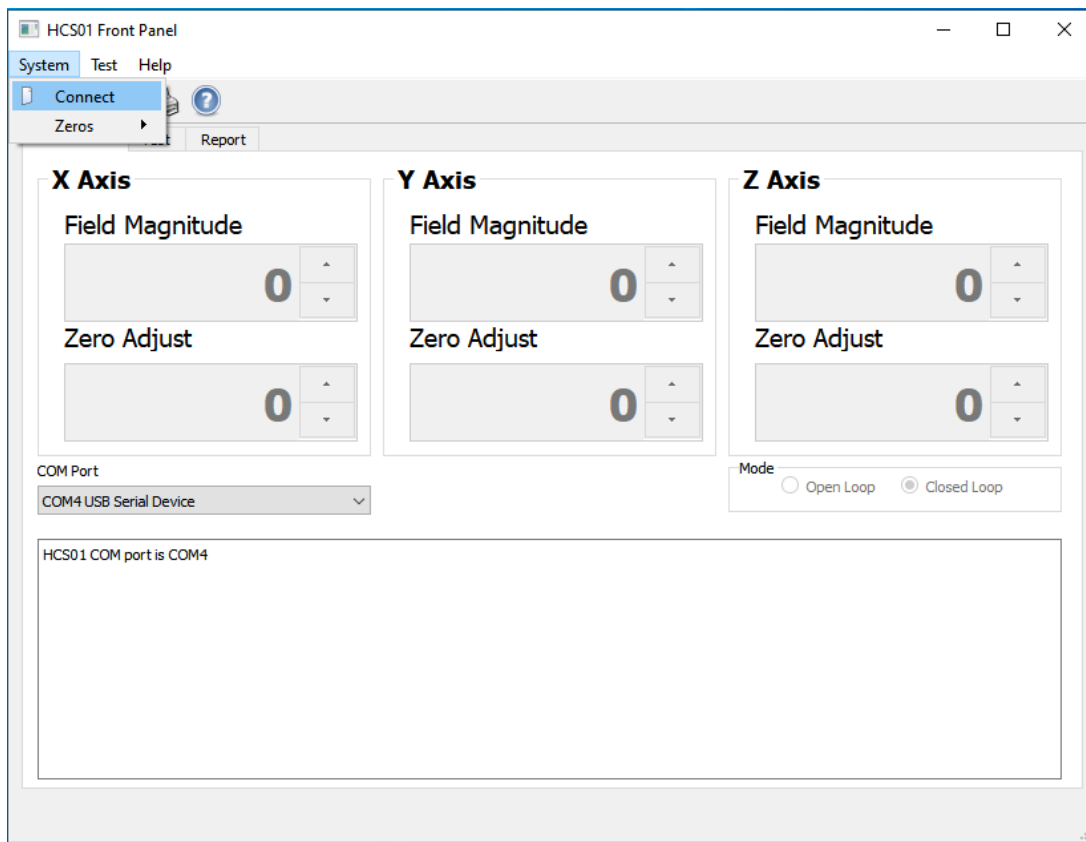 HCS01 Front Panel
System Test Help
Connect
Zeros
Report
X Axis
Field Magnitude
0
Zero Adjust
0
Y Axis
Field Magnitude
0
Zero Adjust
0
Z Axis
Field Magnitude
0
Zero Adjust
0
COM Port
COM4 USB Serial Device
Mode
Open Loop Closed Loop
HCS01 COM port is COM4